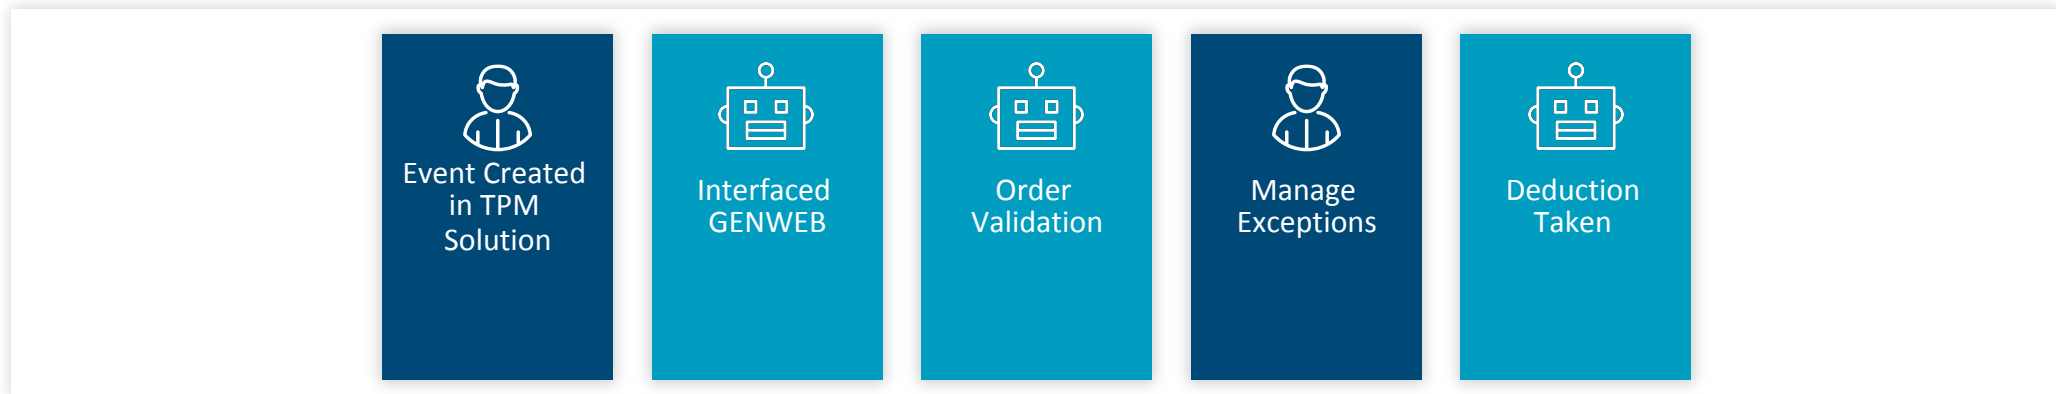 Event Created
in TPM
Solution
Interfaced
GENWEB
Order
Validation
Manage
Exceptions
Deduction
Taken